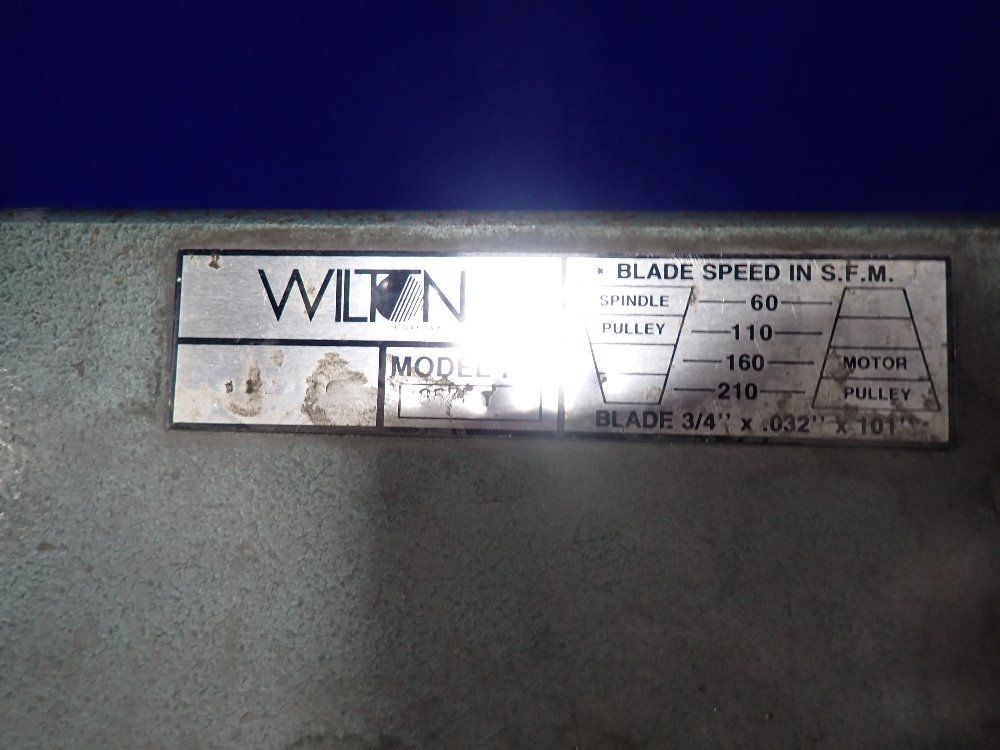 WILTON
MODEL
BLADE SPEED IN S.F.M.
SPINDLE 60
PULLEY 110
160 MOTOR
210 PULLEY
BLADE 3/4" x .032" x 101"